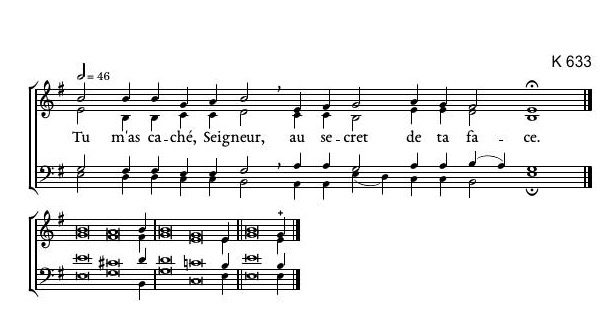 K 633
= 46
Tu m'as ca-ché, Seigneur, au se-cret de ta fa-ce.